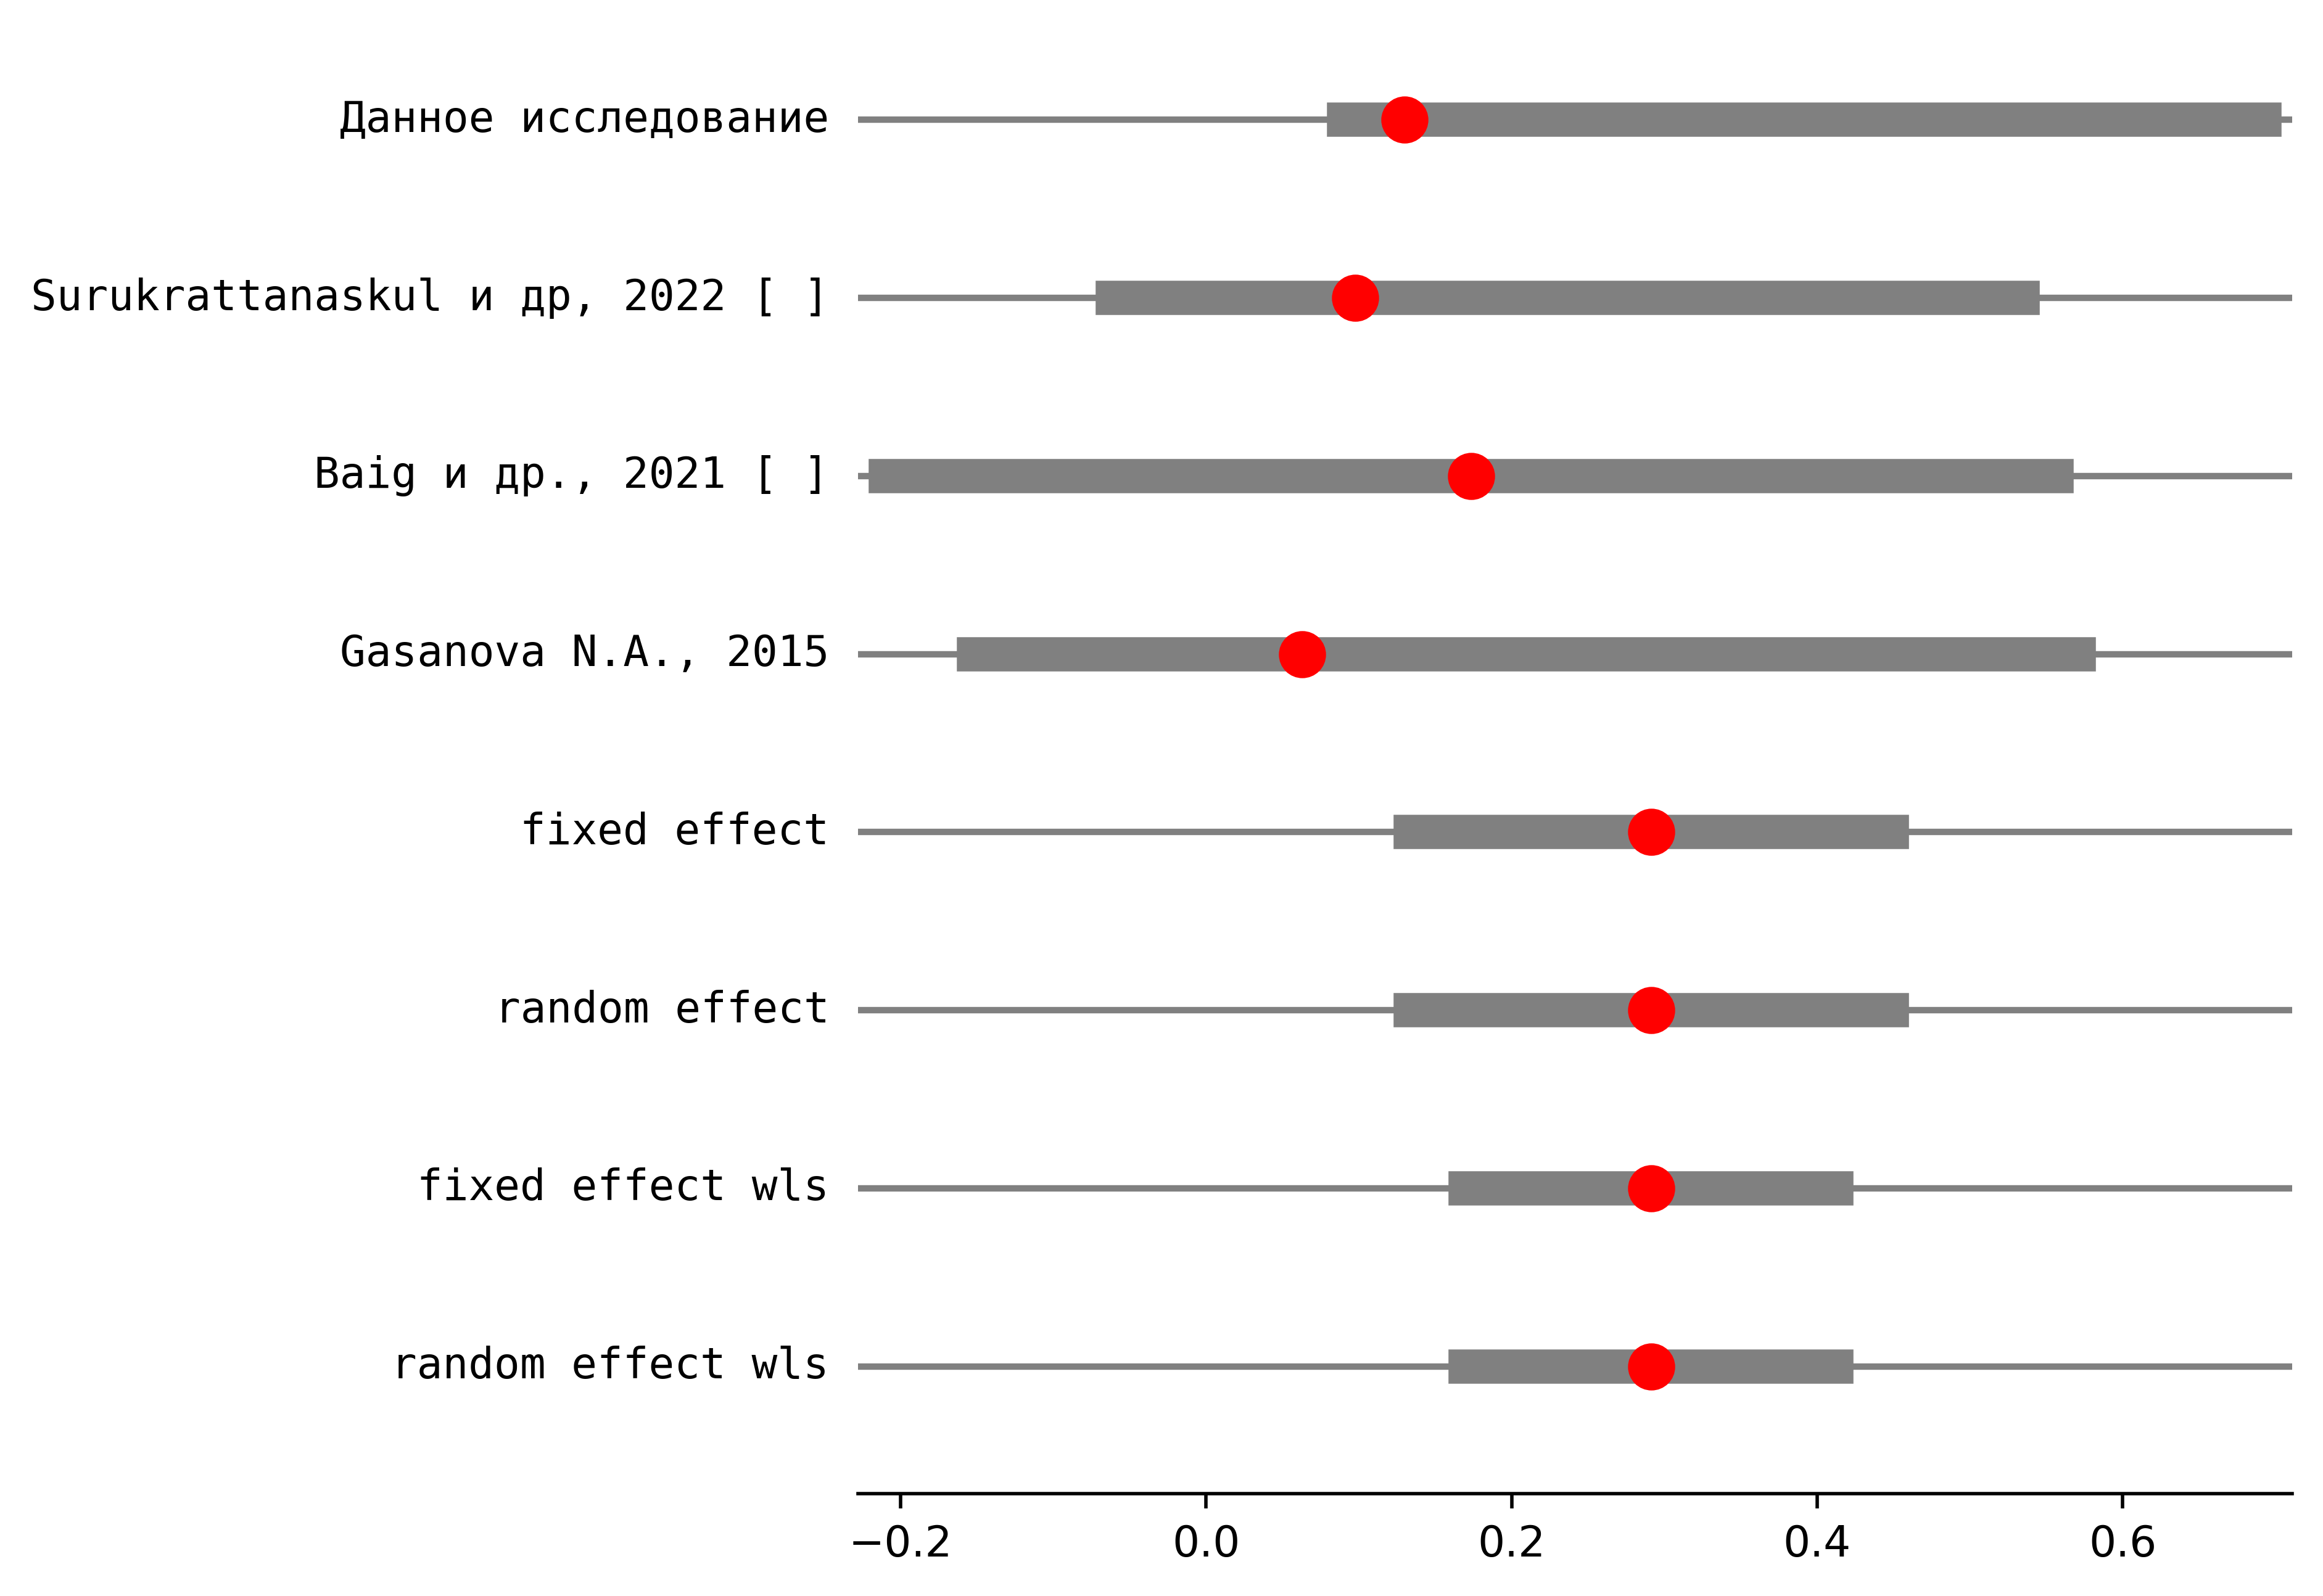 Данное исследование
Surukrattanaskul и др, 2022 [ ]
Baig и др., 2021 [ ]
Gasanova N.A., 2015
fixed effect
random effect
fixed effect wls
random effect wls
−0.2 0.0 0.2 0.4 0.6